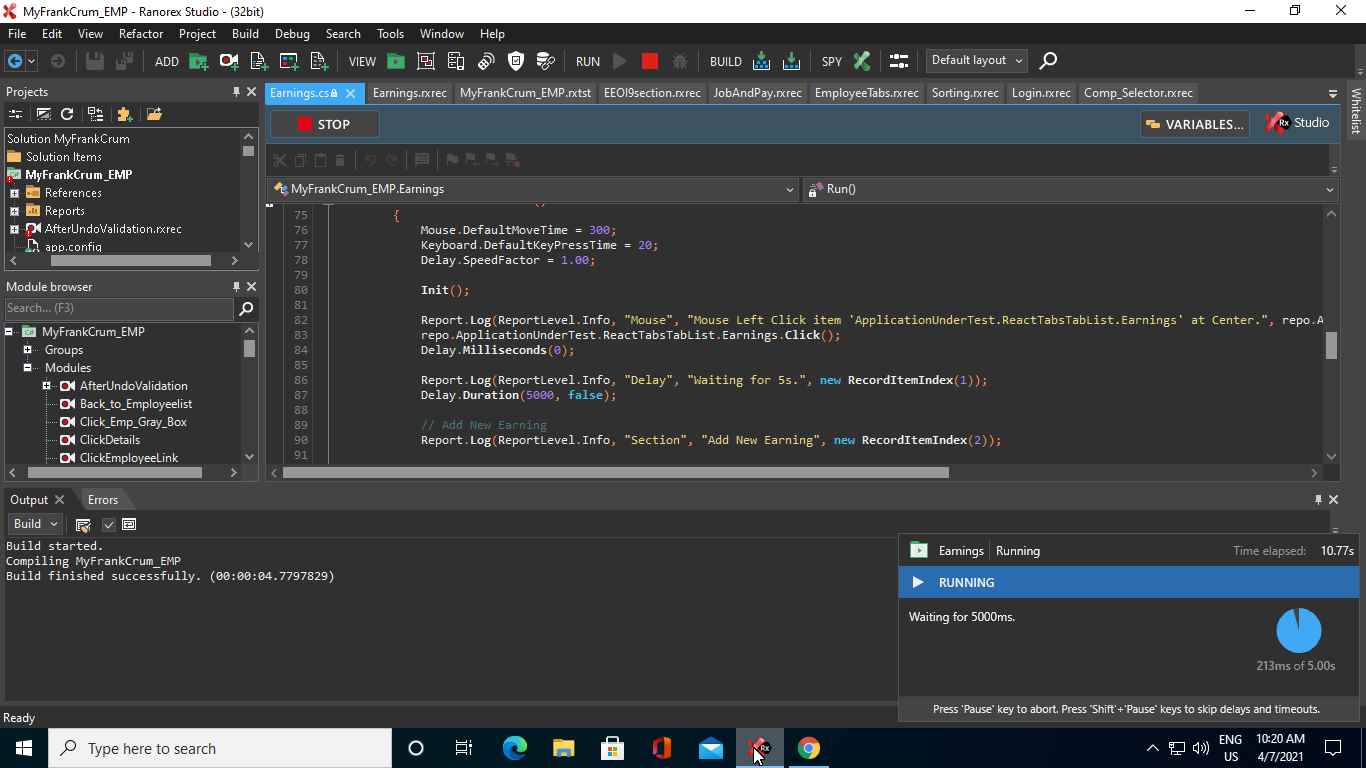 MyFrankCrum_EMP - Ranorex Studio - (32bit)
File Edit View Refactor Project Build Debug Search Tools Window Help
ADD VIEW RUN BUILD SPY Default layout
Projects
Earnings.cs Earnings.rxrec MyFrankCrum_EMP.rxtst EEOI9section.rxrec JobAndPay.rxrec EmployeeTabs.rxrec Sorting.rxrec Login.rxrec Comp_Selector.rxrec
Whitelist
STOP VARIABLES... Rx Studio
Solution MyFrankCrum
Solution Items
MyFrankCrum_EMP
References
Reports
AfterUndoValidation.rxrec
app.config
MyFrankCrum_EMP.Earnings Run()
75 {
76 Mouse.DefaultMoveTime = 300;
77 Keyboard.DefaultKeyPressTime = 20;
78 Delay.SpeedFactor = 1.00;
79
80 Init();
81
82 Report.Log(ReportLevel.Info, "Mouse", "Mouse Left Click item 'ApplicationUnderTest.ReactTabsTabList.Earnings' at Center.", repo.A
83 repo.ApplicationUnderTest.ReactTabsTabList.Earnings.Click();
84 Delay.Milliseconds(0);
85
86 Report.Log(ReportLevel.Info, "Delay", "Waiting for 5s.", new RecordItemIndex(1));
87 Delay.Duration(5000, false);
88
89 // Add New Earning
90 Report.Log(ReportLevel.Info, "Section", "Add New Earning", new RecordItemIndex(2));
91
Module browser
Search... (F3)
MyFrankCrum_EMP
Groups
Modules
AfterUndoValidation
Back_to_Employeelist
Click_Emp_Gray_Box
ClickDetails
ClickEmployeeLink
Output Errors
Build
Build started.
Compiling MyFrankCrum_EMP
Build finished successfully. (00:00:04.7797829)
Earnings Running Time elapsed: 10.77s
RUNNING
Waiting for 5000ms.
213ms of 5.00s
Press 'Pause' key to abort. Press 'Shift'+'Pause' keys to skip delays and timeouts.
Ready
Type here to search
Rx
ENG
US
10:20 AM
4/7/2021